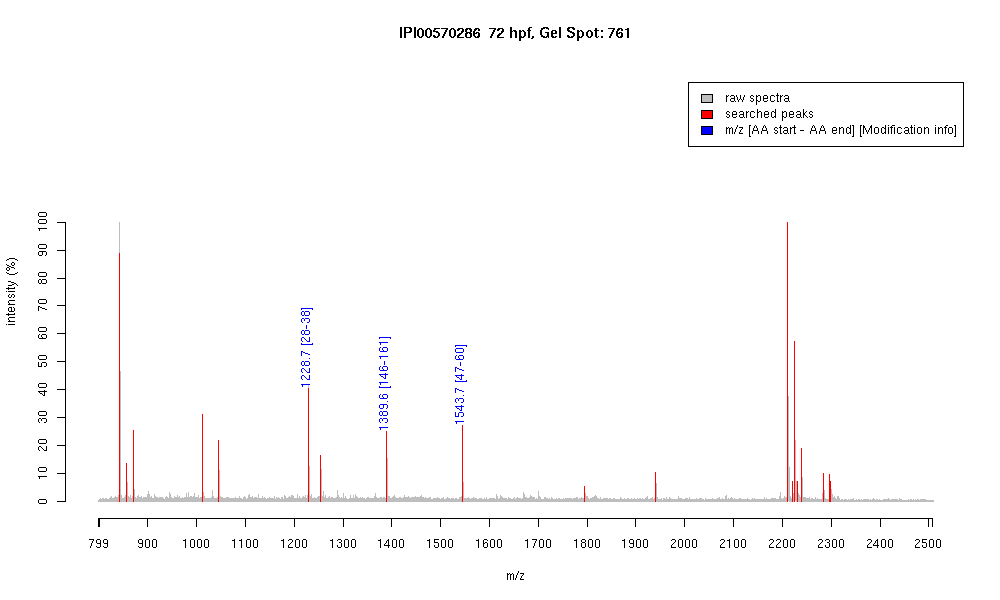 IPI00570286  72 hpf, Gel Spot: 761
raw spectra
searched peaks
m/z [AA start - AA end] [Modification info]
intensity (%)
100
90
80
70
60
50
40
30
20
10
0
1228.7 [28-38]
1389.6 [146-161]
1543.7 [47-60]
799 900 1000 1100 1200 1300 1400 1500 1600 1700 1800 1900 2000 2100 2200 2300 2400 2500
m/z